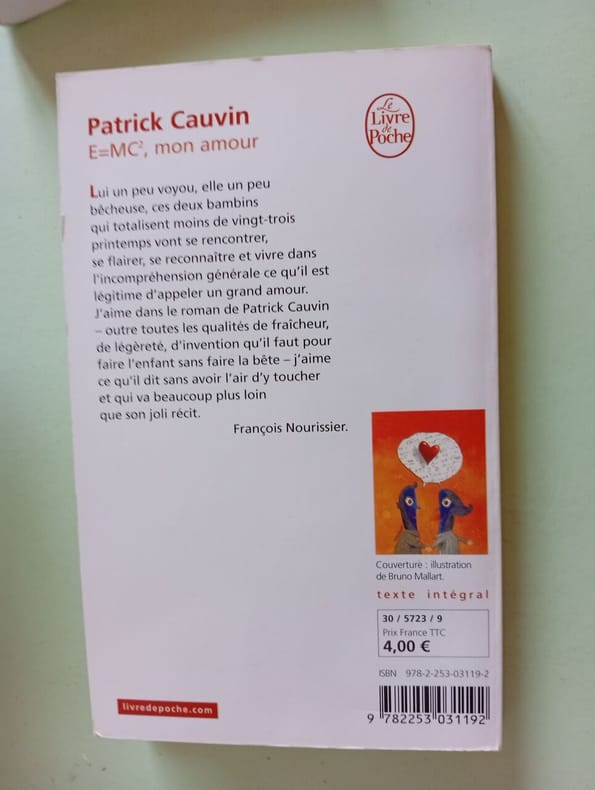 Patrick Cauvin
E=MC², mon amour
Le
Livre
de
Poche
Lui un peu voyou, elle un peu
bêcheuse, ces deux bambins
qui totalisent moins de vingt-trois
printemps vont se rencontrer,
se flairer, se reconnaître et vivre dans
l'incompréhension générale ce qu'il est
légitime d'appeler un grand amour.
J'aime dans le roman de Patrick Cauvin
– outre toutes les qualités de fraîcheur,
de légèreté, d'invention qu'il faut pour
faire l'enfant sans faire la bête – j'aime
ce qu'il dit sans avoir l'air d'y toucher
et qui va beaucoup plus loin
que son joli récit.
François Nourissier.
Couverture : illustration
de Bruno Mallart.
texte intégral
30 / 5723 / 9
Prix France TTC
4,00 €
ISBN 978-2-253-03119-2
9 782253 031192
livredepoche.com